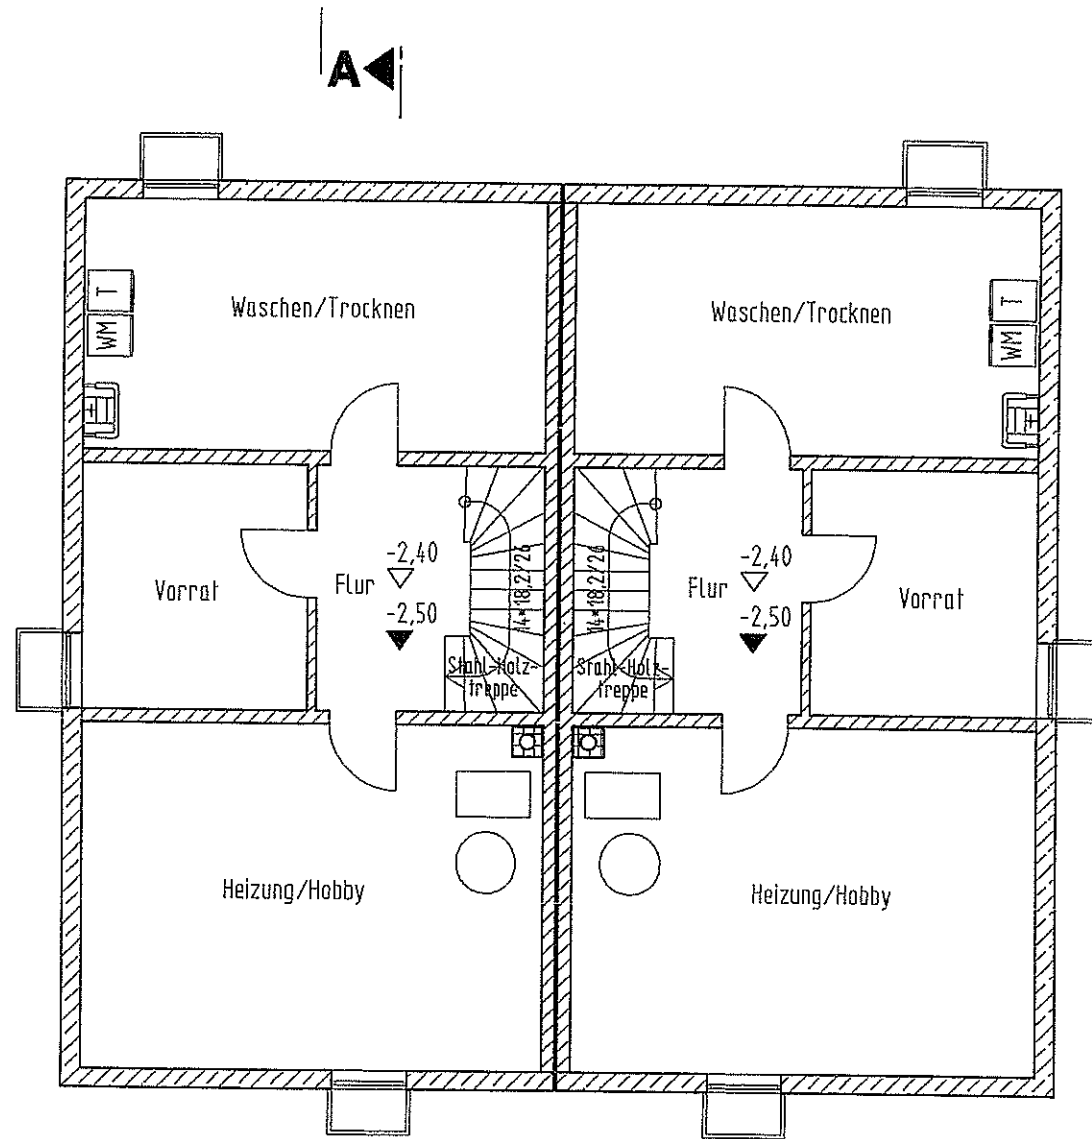 A
Waschen/Trocknen
Waschen/Trocknen
T
WM
T
WM
Vorrat
Flur
-2,40
-2,50
14*18,2/26
14*18,2/26
Flur
-2,40
-2,50
Vorrat
Stahl-Holz-
treppe
Stahl-Holz-
treppe
Heizung/Hobby
Heizung/Hobby